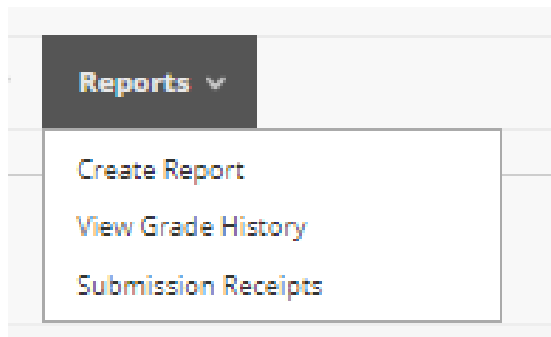 Reports
Create Report
View Grade History
Submission Receipts